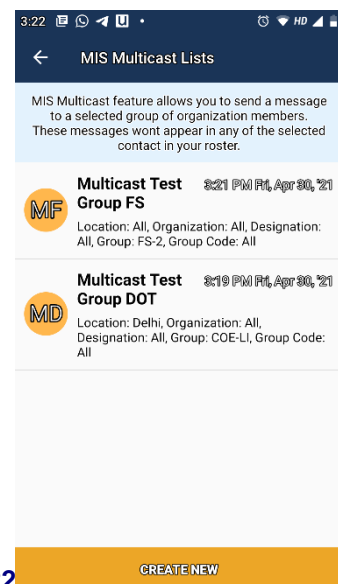 3:22 HD
MIS Multicast Lists
MIS Multicast feature allows you to send a message
to a selected group of organization members.
These messages wont appear in any of the selected
contact in your roster.
MF
Multicast Test 3:21 PM Fri, Apr 30, '21
Group FS
Location: All, Organization: All, Designation:
All, Group: FS-2, Group Code: All
MD
Multicast Test 3:19 PM Fri, Apr 30, '21
Group DOT
Location: Delhi, Organization: All,
Designation: All, Group: COE-LI, Group Code:
All
CREATE NEW
2